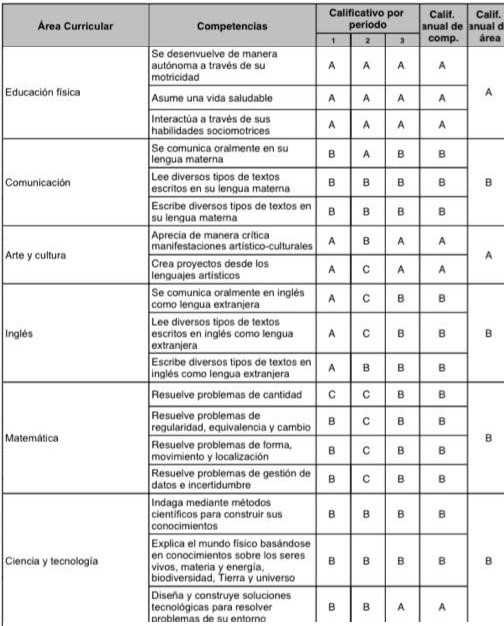 Área Curricular
Competencias
Calificativo por
periodo
1 2 3
Calif.
anual de
comp.
Calif.
anual d
área
Educación física
Se desenvuelve de manera
autónoma a través de su
motricidad
A A A A
Asume una vida saludable
A A A A
Interactúa a través de sus
habilidades sociomotrices
A A A A
A
Comunicación
Se comunica oralmente en su
lengua materna
B A B B
Lee diversos tipos de textos
escritos en su lengua materna
B B B B
Escribe diversos tipos de textos en
su lengua materna
B B B B
B
Arte y cultura
Aprecia de manera crítica
manifestaciones artístico-culturales
A B A A
Crea proyectos desde los
lenguajes artísticos
A C A A
A
Inglés
Se comunica oralmente en inglés
como lengua extranjera
A C B B
Lee diversos tipos de textos
escritos en inglés como lengua
extranjera
A C B B
Escribe diversos tipos de textos en
inglés como lengua extranjera
A B B B
B
Matemática
Resuelve problemas de cantidad
C C B B
Resuelve problemas de
regularidad, equivalencia y cambio
B C B B
Resuelve problemas de forma,
movimiento y localización
B C B B
Resuelve problemas de gestión de
datos e incertidumbre
B C B B
B
Ciencia y tecnología
Indaga mediante métodos
científicos para construir sus
conocimientos
B B B B
Explica el mundo físico basándose
en conocimientos sobre los seres
vivos, materia y energía,
biodiversidad, Tierra y universo
B B B B
Diseña y construye soluciones
tecnológicas para resolver
problemas de su entorno
B B A A
B